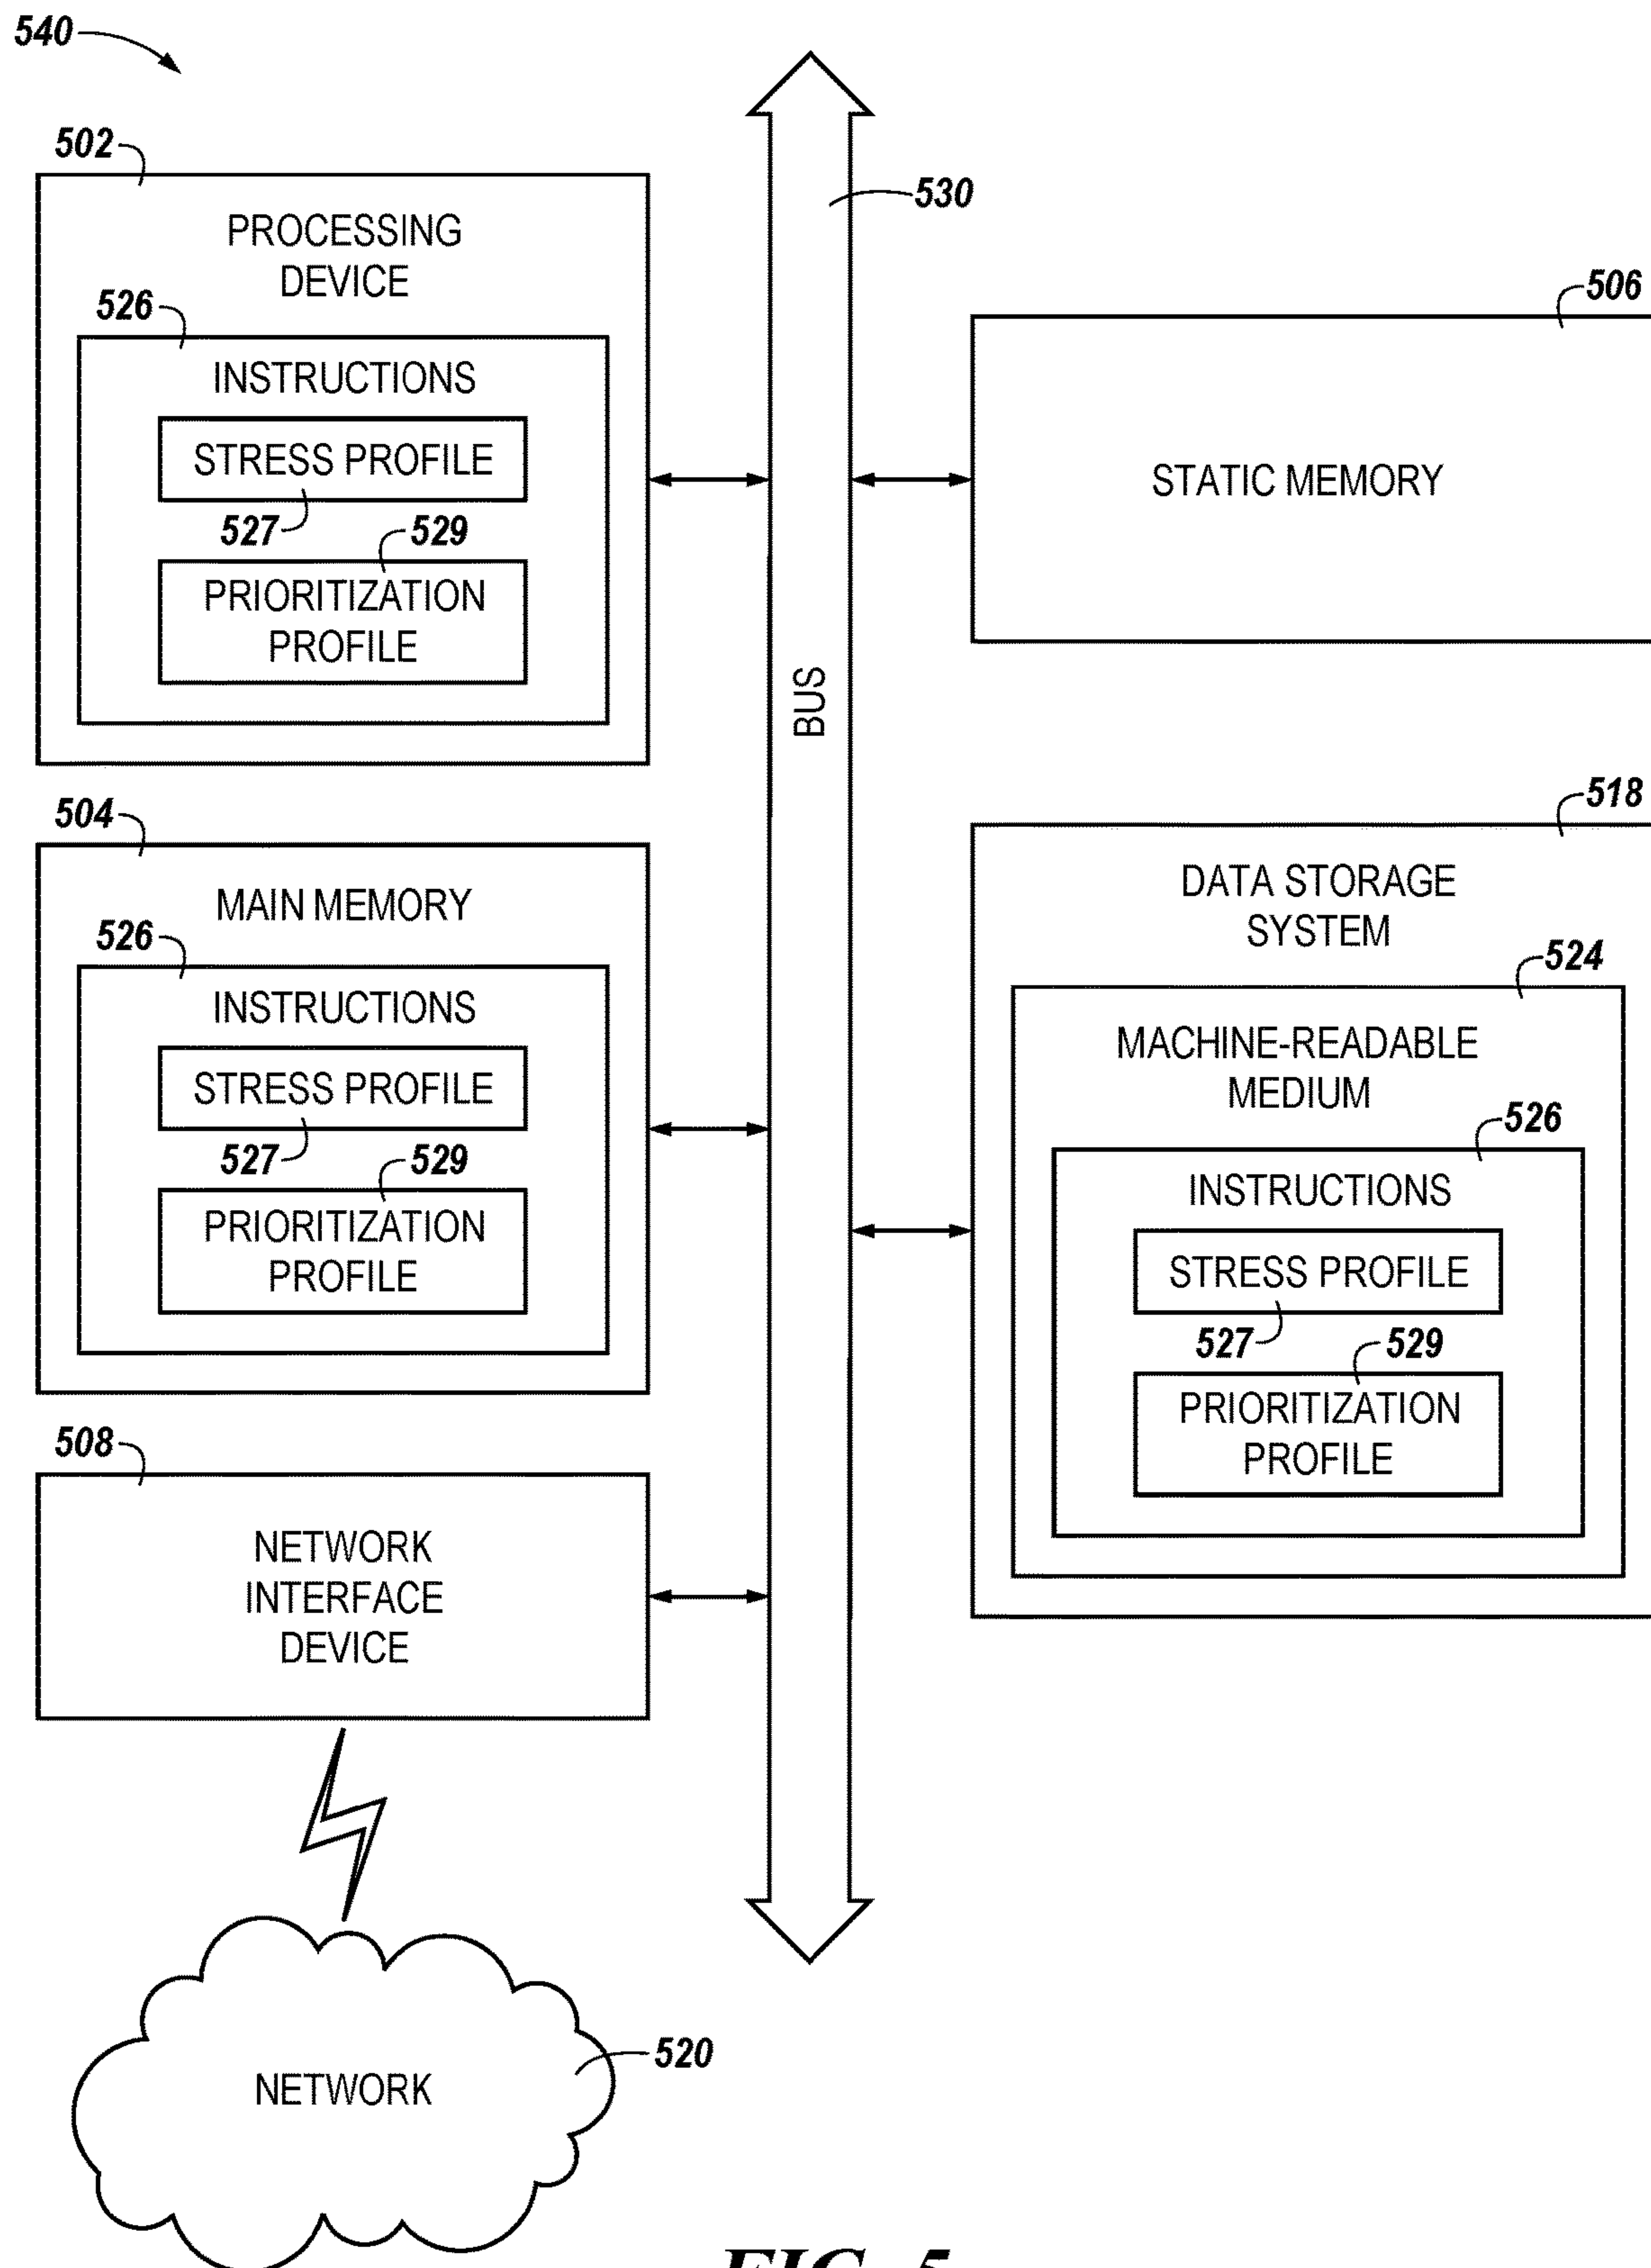 540
502
PROCESSING
DEVICE
526
INSTRUCTIONS
STRESS PROFILE
527
529
PRIORITIZATION
PROFILE
504
MAIN MEMORY
526
INSTRUCTIONS
STRESS PROFILE
527
529
PRIORITIZATION
PROFILE
508
NETWORK
INTERFACE
DEVICE
NETWORK
520
BUS
530
506
STATIC MEMORY
518
DATA STORAGE
SYSTEM
524
MACHINE-READABLE
MEDIUM
526
INSTRUCTIONS
STRESS PROFILE
527
529
PRIORITIZATION
PROFILE
FIG. 5